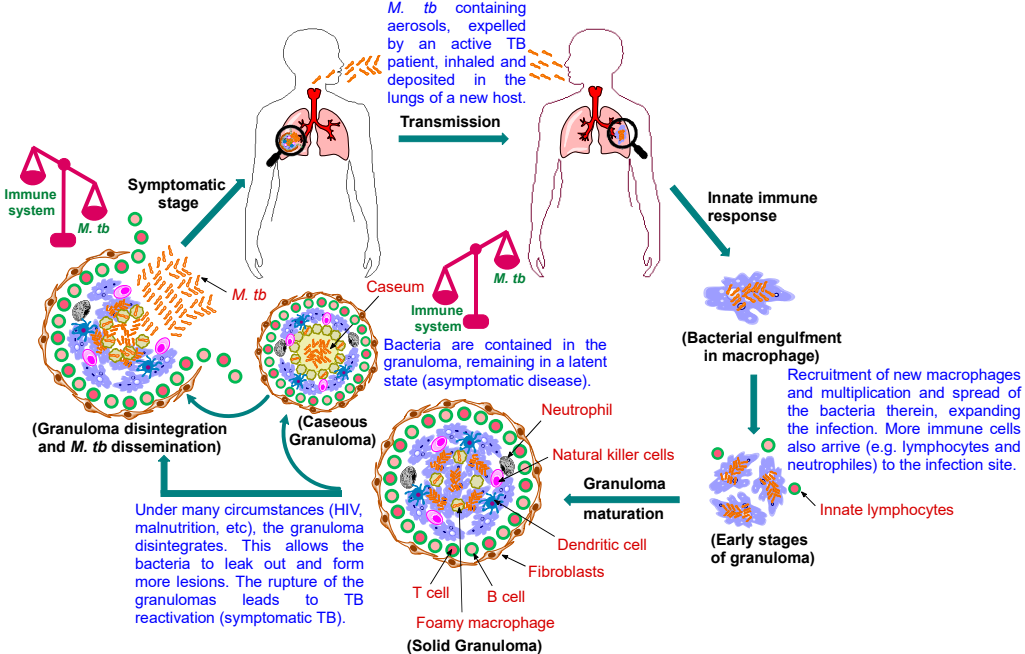 M. tb containing
aerosols, expelled
by an active TB
patient, inhaled and
deposited in the
lungs of a new host.
Transmission
Symptomatic
stage
Immune
system
M. tb
Innate immune
response
M. tb
Caseum
M. tb
Immune
system
(Bacterial engulfment
in macrophage)
Bacteria are contained in the
granuloma, remaining in a latent
state (asymptomatic disease).
Recruitment of new macrophages
and multiplication and spread of
the bacteria therein, expanding
the infection. More immune cells
also arrive (e.g. lymphocytes and
neutrophiles) to the infection site.
(Granuloma disintegration
and M. tb dissemination)
(Caseous
Granuloma)
Neutrophil
Natural killer cells
Granuloma
maturation
Innate lymphocytes
(Early stages
of granuloma)
Under many circumstances (HIV,
malnutrition, etc), the granuloma
disintegrates. This allows the
bacteria to leak out and form
more lesions. The rupture of the
granulomas leads to TB
reactivation (symptomatic TB).
Dendritic cell
Fibroblasts
T cell
B cell
Foamy macrophage
(Solid Granuloma)